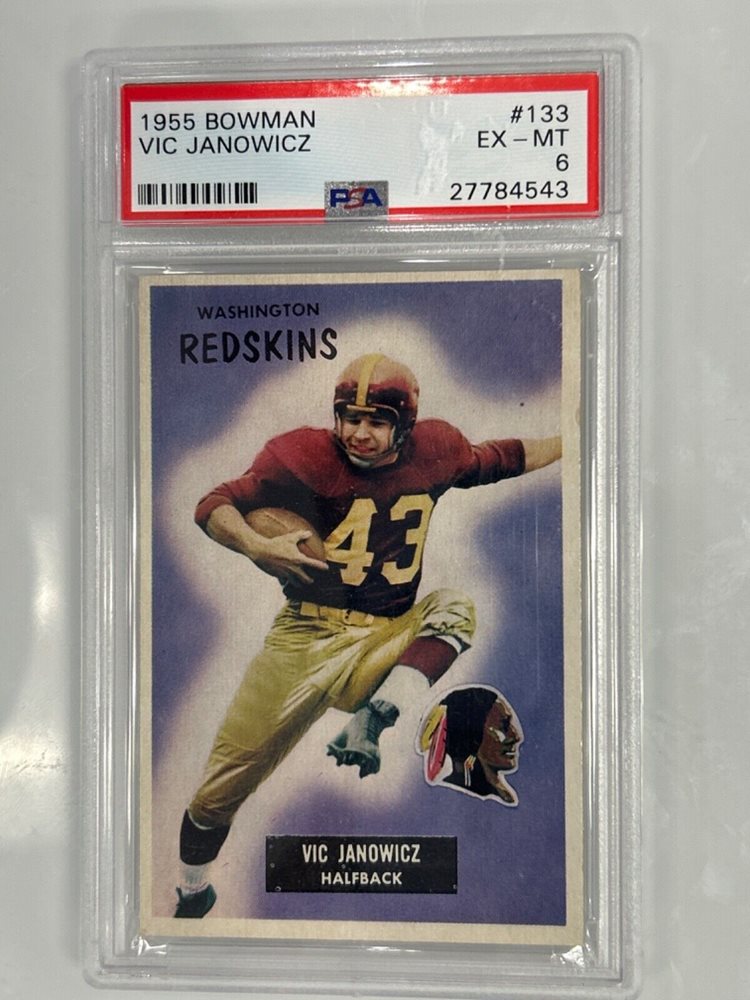 1955 BOWMAN #133
VIC JANOWICZ EX - MT
6
PSA 27784543
WASHINGTON
REDSKINS
43
VIC JANOWICZ
HALFBACK